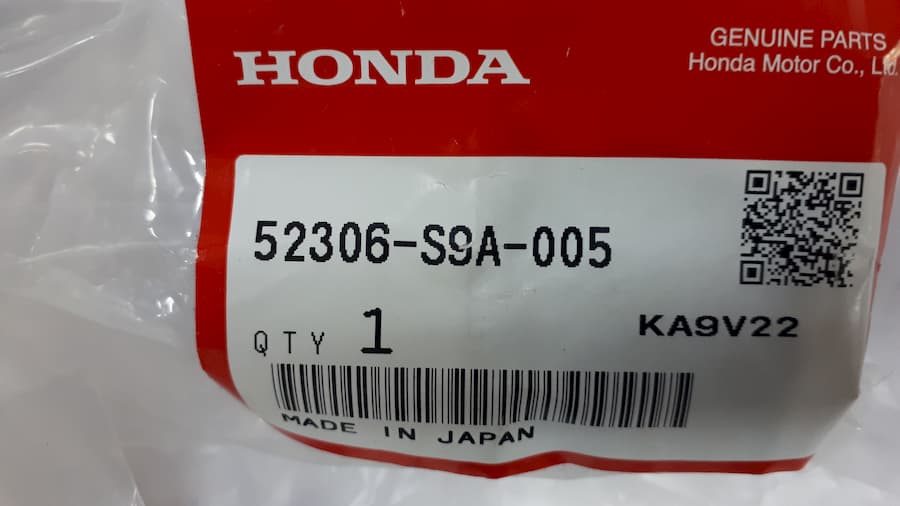 HONDA
GENUINE PARTS
Honda Motor Co., Ltd.
52306-S9A-005
QTY 1
KA9V22
MADE IN JAPAN